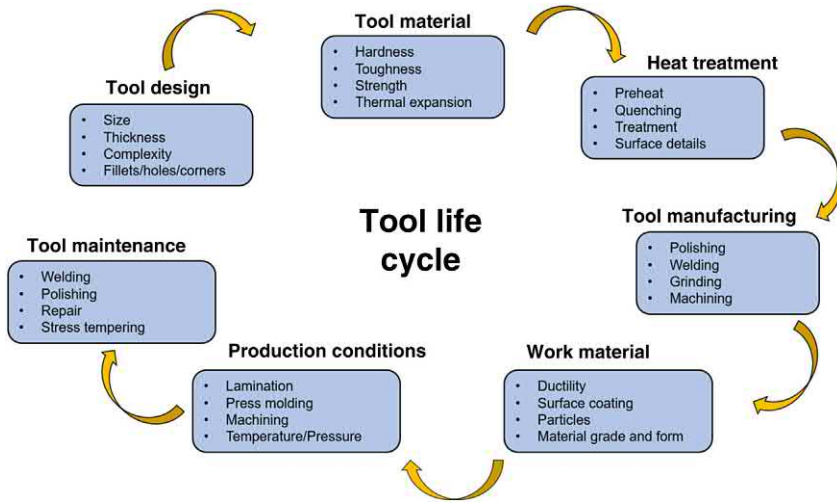 Tool material
• Hardness
• Toughness
• Strength
• Thermal expansion
Heat treatment
• Preheat
• Quenching
• Treatment
• Surface details
Tool design
• Size
• Thickness
• Complexity
• Fillets/holes/corners
Tool life
cycle
Tool manufacturing
• Polishing
• Welding
• Grinding
• Machining
Tool maintenance
• Welding
• Polishing
• Repair
• Stress tempering
Production conditions
• Lamination
• Press molding
• Machining
• Temperature/Pressure
Work material
• Ductility
• Surface coating
• Particles
• Material grade and form